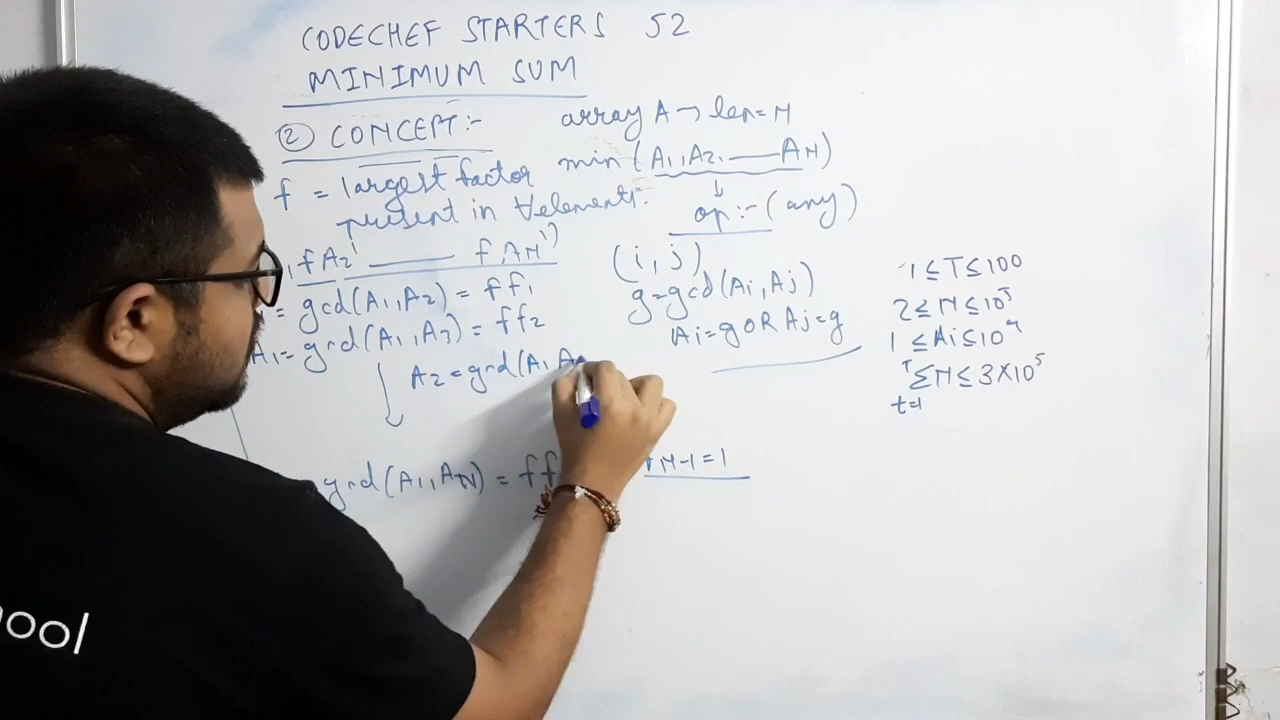 CODECHEF STARTERS 52
MINIMUM SUM
② CONCEPT:-
array A → len=N
f = largest factor
present in ∀elements.
min (A1, A2, — AN)
↓
op:- (any)
, fA2' — f, AN')
= gcd(A1, A2) = ff1
A1 = gcd(A1, A3) = ff2
A2 = gcd(A1
gcd(A1, AN) = ff
N-1 = 1
(i, j)
g=gcd(Ai, Aj)
Ai=g OR Aj=g
1 ≤ T ≤ 100
2 ≤ N ≤ 10^5
1 ≤ Ai ≤ 10^9
T
∑N ≤ 3×10^5
t=1
ool